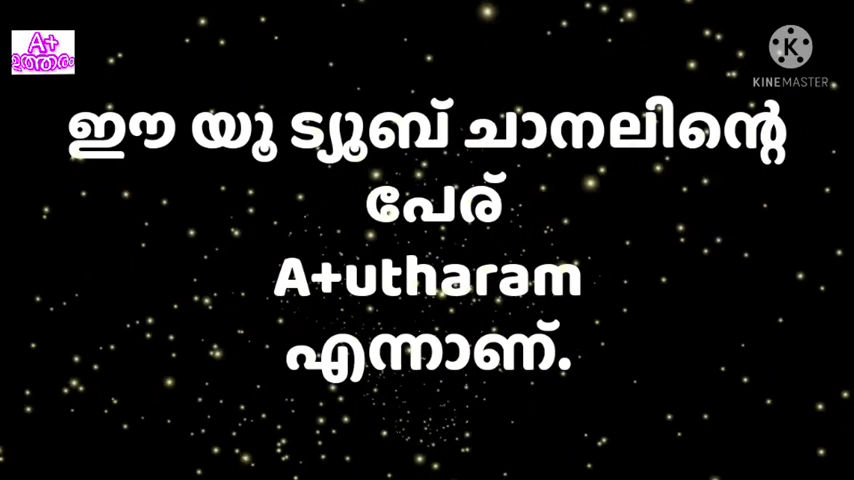 A+
ഉത്തരം
KINEMASTER
ഈ യൂ ട്യൂബ് ചാനലിന്റെ
പേര്
A+utharam
എന്നാണ്.